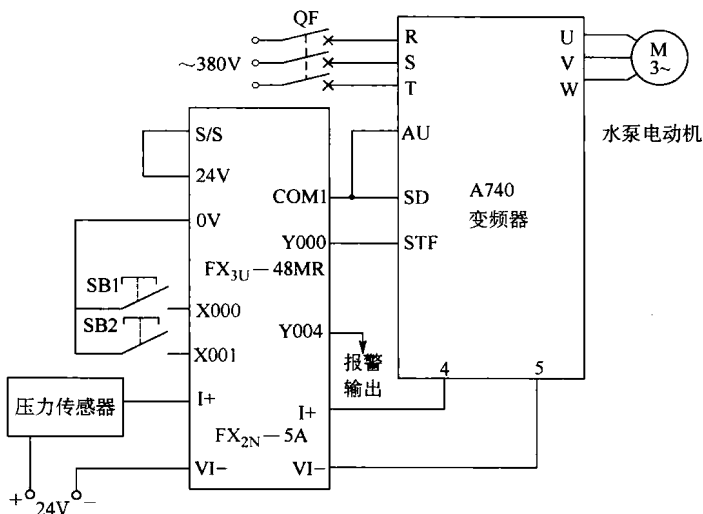 QF
~380V
R
S
T
U
V
W
M
3~
水泵电动机
S/S
24V
0V
COM1
AU
SD
A740
变频器
Y000
STF
FX3U-48MR
SB1
X000
SB2
X001
Y004
报警
输出
4
5
压力传感器
I+
I+
FX2N-5A
VI-
VI-
+
24V
-